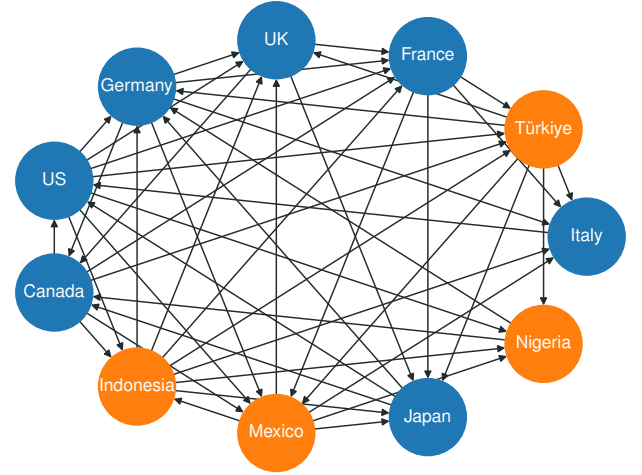 UK
France
Germany
Türkiye
US
Italy
Canada
Nigeria
Indonesia
Japan
Mexico